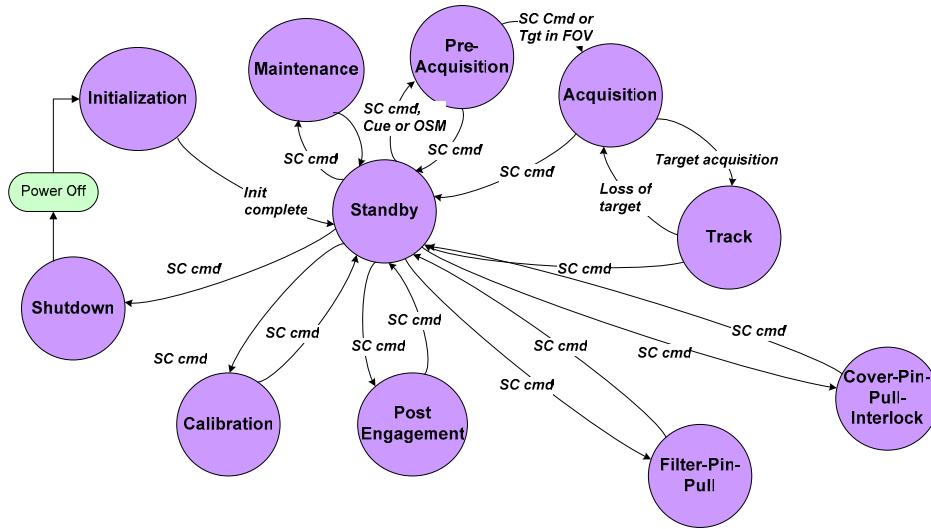 SC Cmd or
Tgt in FOV
Pre-
Acquisition
Maintenance
Initialization
Acquisition
SC cmd,
Cue or OSM
SC cmd
SC cmd
SC cmd
Target acquisition
Power Off
Init
complete
Loss of
target
Standby
Track
SC cmd
SC cmd
Shutdown
SC cmd
SC cmd
SC cmd
SC cmd
SC cmd
SC cmd
SC cmd
SC cmd
Cover-Pin-
Pull-
Interlock
Calibration
Post
Engagement
Filter-Pin-
Pull